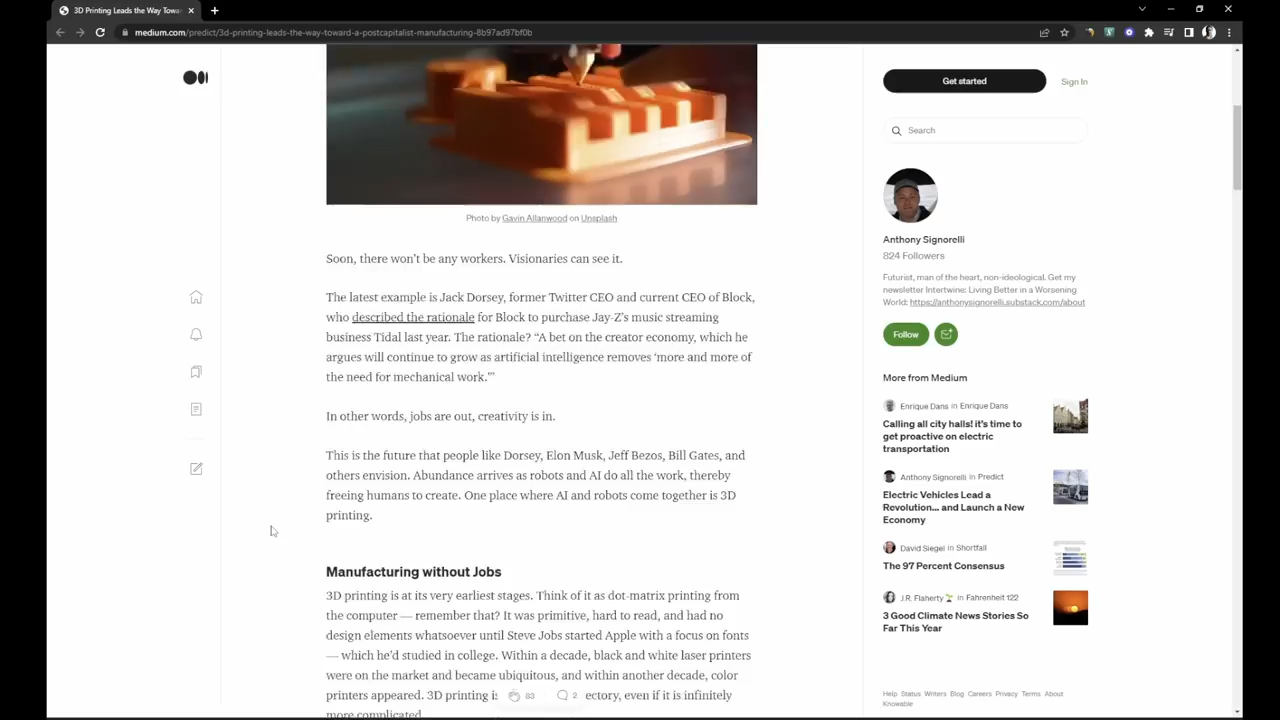 3D Printing Leads the Way Towa
medium.com/predict/3d-printing-leads-the-way-toward-a-postcapitalist-manufacturing-8b97ad97bf0b
Photo by Gavin Allanwood on Unsplash
Soon, there won't be any workers. Visionaries can see it.
The latest example is Jack Dorsey, former Twitter CEO and current CEO of Block,
who described the rationale for Block to purchase Jay-Z's music streaming
business Tidal last year. The rationale? “A bet on the creator economy, which he
argues will continue to grow as artificial intelligence removes ‘more and more of
the need for mechanical work.’”
In other words, jobs are out, creativity is in.
This is the future that people like Dorsey, Elon Musk, Jeff Bezos, Bill Gates, and
others envision. Abundance arrives as robots and AI do all the work, thereby
freeing humans to create. One place where AI and robots come together is 3D
printing.
Manufacturing without Jobs
3D printing is at its very earliest stages. Think of it as dot-matrix printing from
the computer — remember that? It was primitive, hard to read, and had no
design elements whatsoever until Steve Jobs started Apple with a focus on fonts
— which he'd studied in college. Within a decade, black and white laser printers
were on the market and became ubiquitous, and within another decade, color
printers appeared. 3D printing is ectory, even if it is infinitely
more complicated.
83
2
Get started
Sign In
Search
Anthony Signorelli
824 Followers
Futurist, man of the heart, non-ideological. Get my
newsletter Intertwine: Living Better in a Worsening
World: https://anthonysignorelli.substack.com/about
Follow
More from Medium
Enrique Dans in Enrique Dans
Calling all city halls! it's time to
get proactive on electric
transportation
Anthony Signorelli in Predict
Electric Vehicles Lead a
Revolution... and Launch a New
Economy
David Siegel in Shortfall
The 97 Percent Consensus
J.R. Flaherty in Fahrenheit 122
3 Good Climate News Stories So
Far This Year
Help Status Writers Blog Careers Privacy Terms About
Knowable